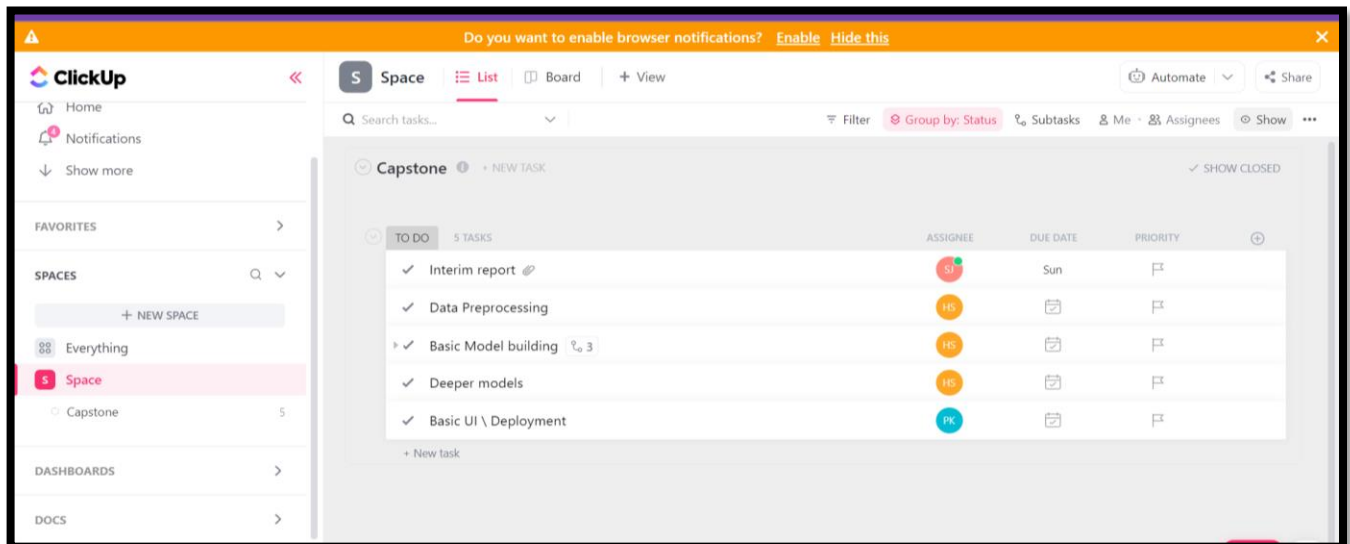 Do you want to enable browser notifications? Enable Hide this
ClickUp
Home
4
Notifications
Show more
FAVORITES
SPACES
+ NEW SPACE
Everything
S Space
Capstone 5
DASHBOARDS
DOCS
S Space List Board + View
Automate Share
Search tasks... Filter Group by: Status Subtasks Me · Assignees Show
Capstone + NEW TASK SHOW CLOSED
TO DO 5 TASKS ASSIGNEE DUE DATE PRIORITY
Interim report SJ Sun
Data Preprocessing HS
Basic Model building 3 HS
Deeper models HS
Basic UI \ Deployment PK
+ New task